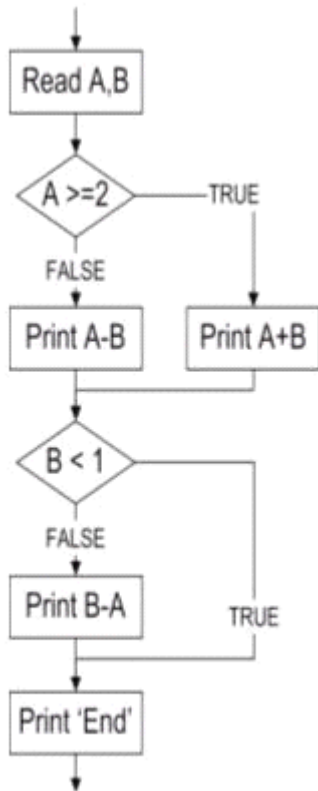 Read A,B
A >=2
TRUE
FALSE
Print A-B
Print A+B
B < 1
FALSE
Print B-A
TRUE
Print ‘End’